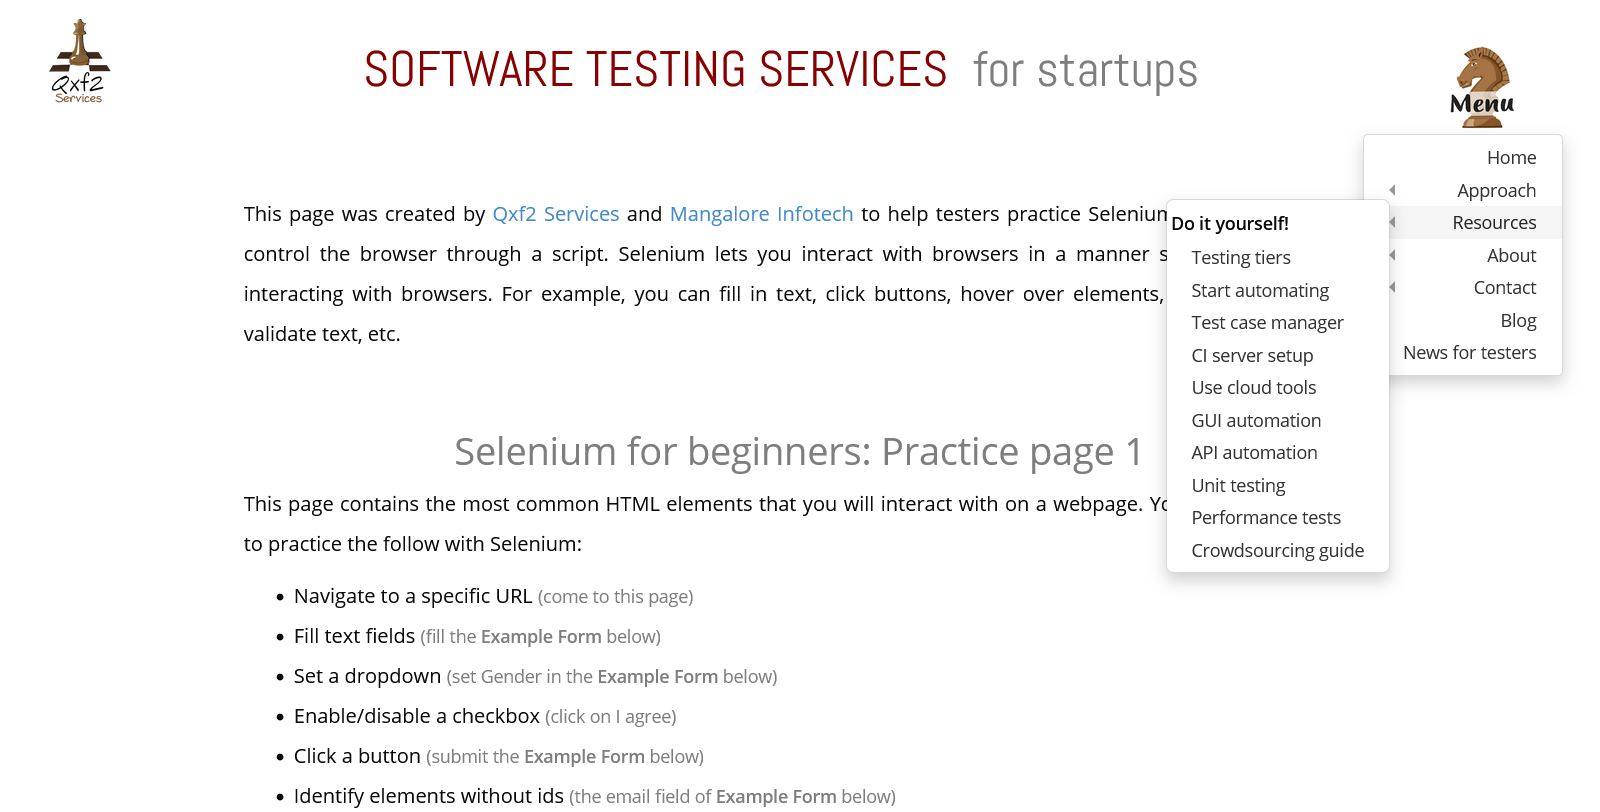 Qxf2
Services
SOFTWARE TESTING SERVICES for startups
Menu
Home
Approach
Resources
About
Contact
Blog
News for testers
Do it yourself!
Testing tiers
Start automating
Test case manager
CI server setup
Use cloud tools
GUI automation
API automation
Unit testing
Performance tests
Crowdsourcing guide
This page was created by Qxf2 Services and Mangalore Infotech to help testers practice Selenium
control the browser through a script. Selenium lets you interact with browsers in a manner
interacting with browsers. For example, you can fill in text, click buttons, hover over elements,
validate text, etc.
Selenium for beginners: Practice page 1
This page contains the most common HTML elements that you will interact with on a webpage.
to practice the follow with Selenium:
• Navigate to a specific URL (come to this page)
• Fill text fields (fill the Example Form below)
• Set a dropdown (set Gender in the Example Form below)
• Enable/disable a checkbox (click on I agree)
• Click a button (submit the Example Form below)
• Identify elements without ids (the email field of Example Form below)